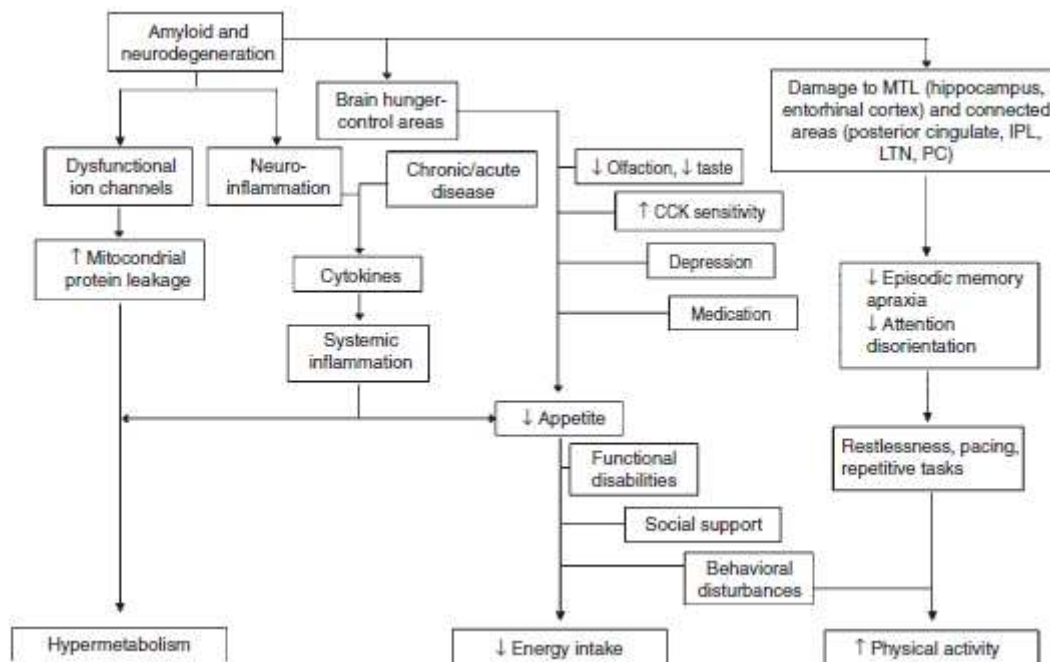 Amyloid and
neurodegeneration
Brain hunger-
control areas
Damage to MTL (hippocampus,
entorhinal cortex) and connected
areas (posterior cingulate, IPL,
LTN, PC)
Dysfunctional
ion channels
Neuro-
inflammation
Chronic/acute
disease
↓ Olfaction, ↓ taste
↑ CCK sensitivity
↑ Mitocondrial
protein leakage
Cytokines
Depression
↓ Episodic memory
apraxia
↓ Attention
disorientation
Medication
Systemic
inflammation
↓ Appetite
Restlessness, pacing,
repetitive tasks
Functional
disabilities
Social support
Behavioral
disturbances
Hypermetabolism
↓ Energy intake
↑ Physical activity